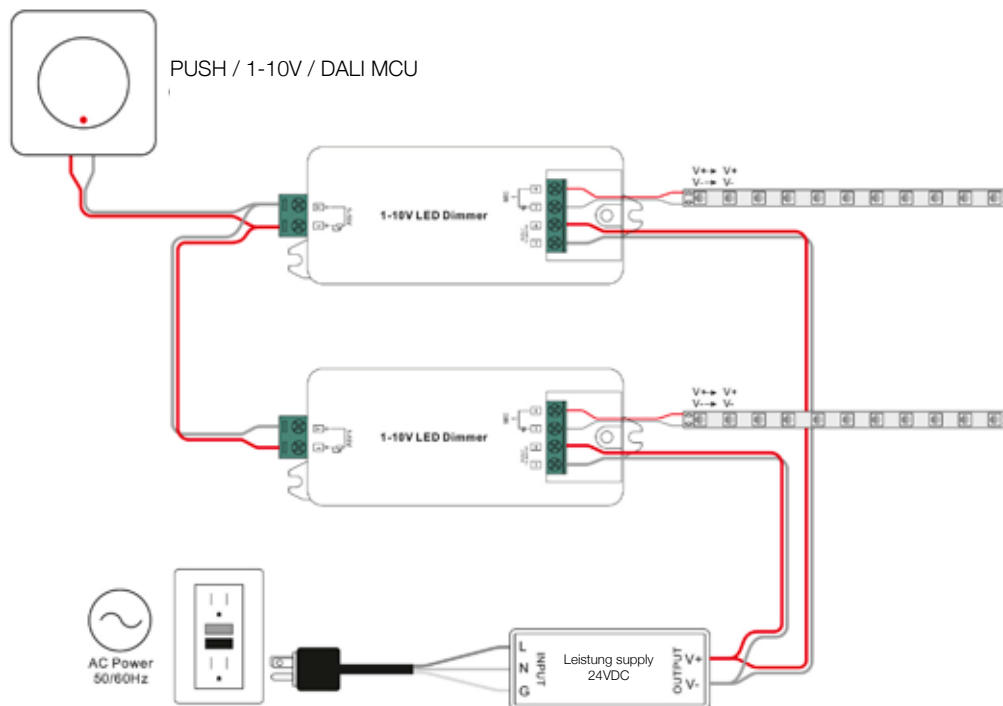 PUSH / 1-10V / DALI MCU
V+→ V+
V-→ V-
1-10V LED Dimmer
V+→ V+
V-→ V-
1-10V LED Dimmer
AC Power
50/60Hz
L
N
G
INPUT
Leistung supply
24VDC
OUTPUT
V+
V-